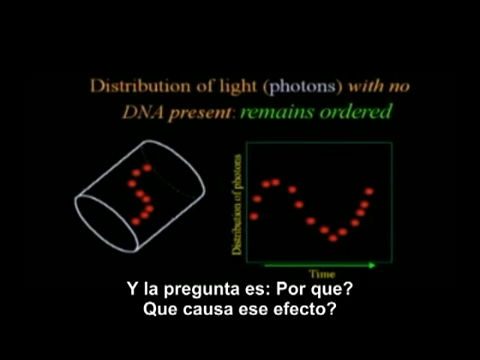 Distribution of light (photons) with no
DNA present: remains ordered
Distribution of photons
Time
Y la pregunta es: Por que?
Que causa ese efecto?